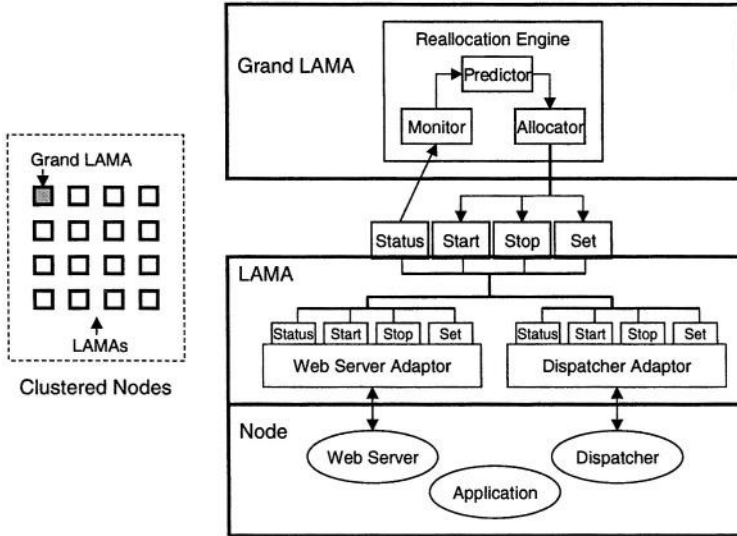 Reallocation Engine
Grand LAMA
Predictor
Monitor
Allocator
Grand LAMA
LAMAs
Clustered Nodes
Status
Start
Stop
Set
LAMA
Status
Start
Stop
Set
Status
Start
Stop
Set
Web Server Adaptor
Dispatcher Adaptor
Node
Web Server
Dispatcher
Application